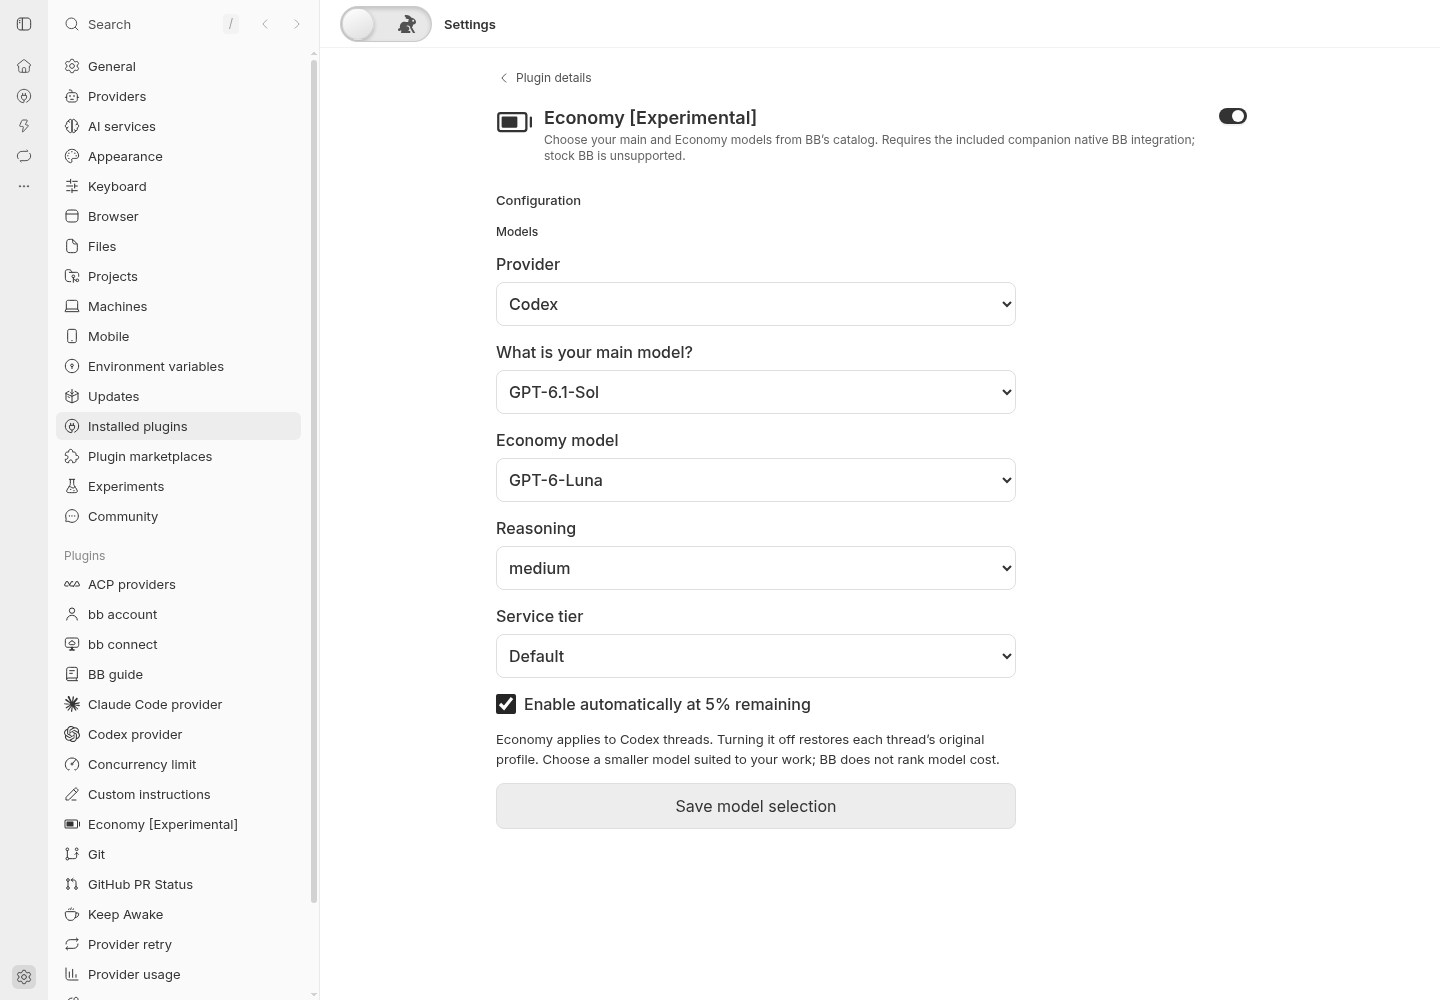 Search
/
General
Providers
AI services
Appearance
Keyboard
Browser
Files
Projects
Machines
Mobile
Environment variables
Updates
Installed plugins
Plugin marketplaces
Experiments
Community
Plugins
ACP providers
bb account
bb connect
BB guide
Claude Code provider
Codex provider
Concurrency limit
Custom instructions
Economy [Experimental]
Git
GitHub PR Status
Keep Awake
Provider retry
Provider usage
Settings
Plugin details
Economy [Experimental]
Choose your main and Economy models from BB’s catalog. Requires the included companion native BB integration;
stock BB is unsupported.
Configuration
Models
Provider
Codex
What is your main model?
GPT-6.1-Sol
Economy model
GPT-6-Luna
Reasoning
medium
Service tier
Default
Enable automatically at 5% remaining
Economy applies to Codex threads. Turning it off restores each thread’s original
profile. Choose a smaller model suited to your work; BB does not rank model cost.
Save model selection